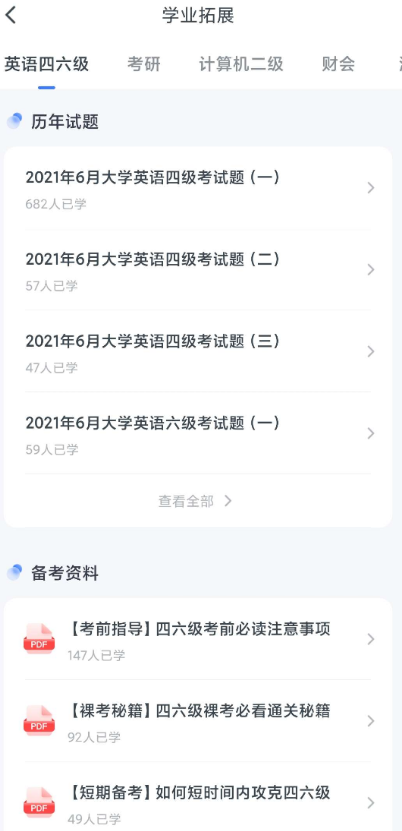 学业拓展
英语四六级 考研 计算机二级 财会
历年试题
2021年6月大学英语四级考试题（一）
682人已学
2021年6月大学英语四级考试题（二）
57人已学
2021年6月大学英语四级考试题（三）
47人已学
2021年6月大学英语六级考试题（一）
59人已学
查看全部
备考资料
【考前指导】四六级考前必读注意事项
PDF
147人已学
【裸考秘籍】四六级裸考必看通关秘籍
PDF
92人已学
【短期备考】如何短时间内攻克四六级
PDF
49人已学